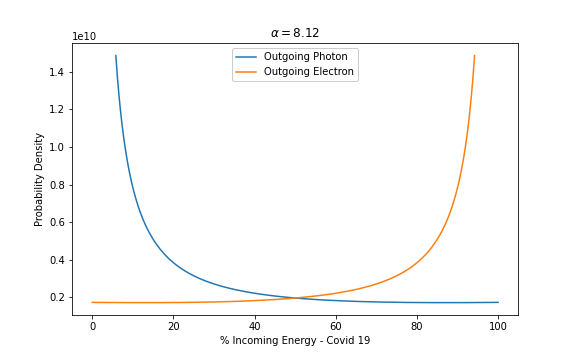 α = 8.12
1e10
Outgoing Photon
Outgoing Electron
Probability Density
1.4
1.2
1.0
0.8
0.6
0.4
0.2
0 20 40 60 80 100
% Incoming Energy - Covid 19